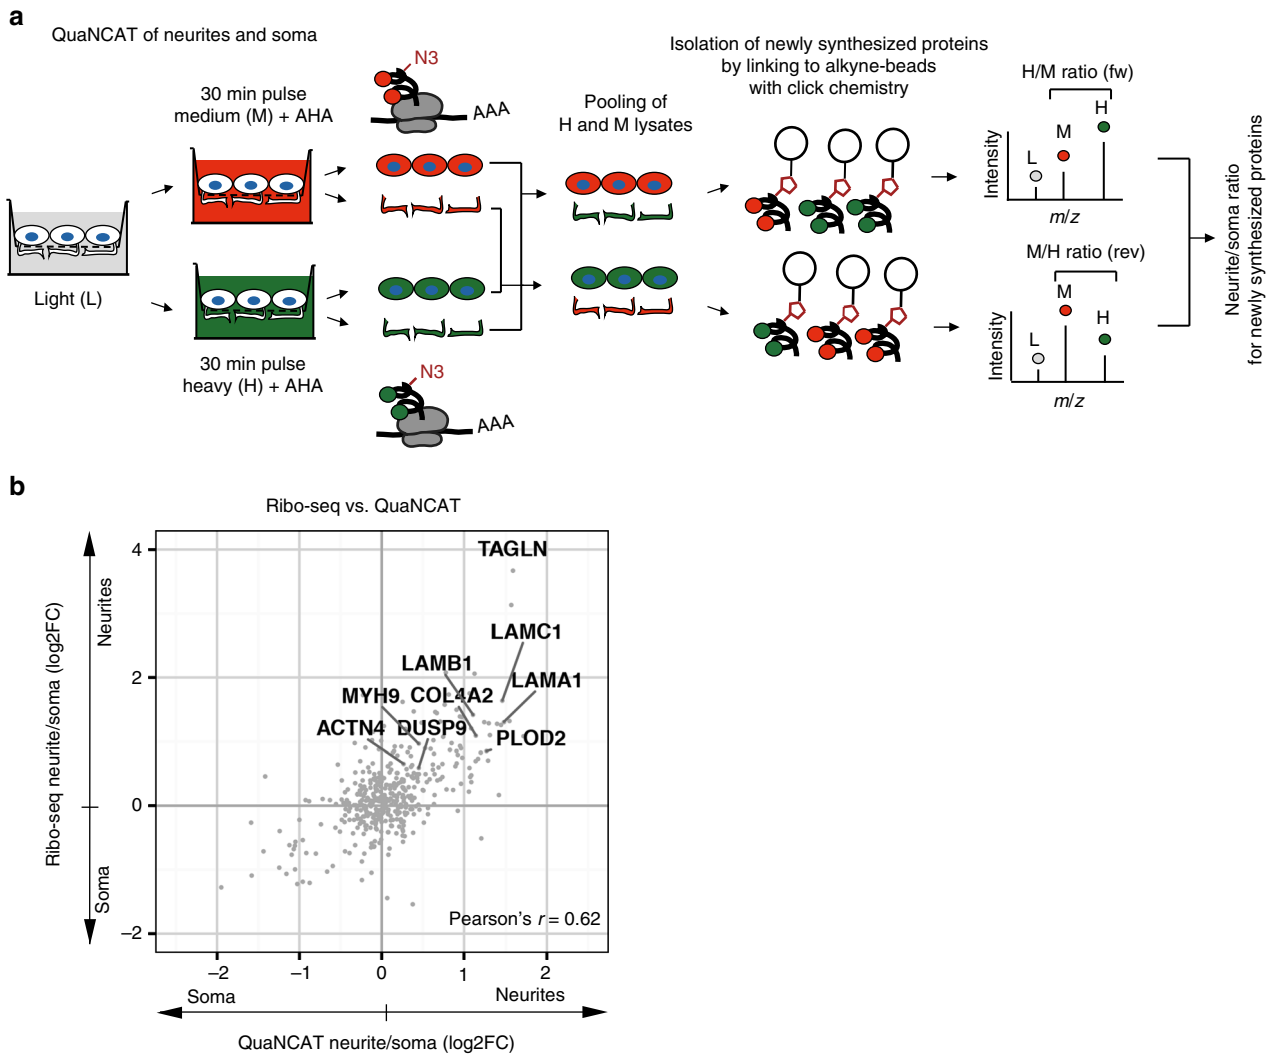 a
QuaNCAT of neurites and soma
30 min pulse
medium (M) + AHA
N3
AAA
Pooling of
H and M lysates
Isolation of newly synthesized proteins
by linking to alkyne-beads
with click chemistry
H/M ratio (fw)
Intensity
L
M
H
m/z
Light (L)
30 min pulse
heavy (H) + AHA
N3
AAA
M/H ratio (rev)
Intensity
L
M
H
m/z
Neurite/soma ratio
for newly synthesized proteins
b
Ribo-seq vs. QuaNCAT
Ribo-seq neurite/soma (log2FC)
Neurites
Soma
4
2
0
−2
TAGLN
LAMC1
LAMB1
LAMA1
MYH9
COL4A2
ACTN4
DUSP9
PLOD2
Pearson's r = 0.62
−2
−1
0
1
2
Soma
Neurites
QuaNCAT neurite/soma (log2FC)